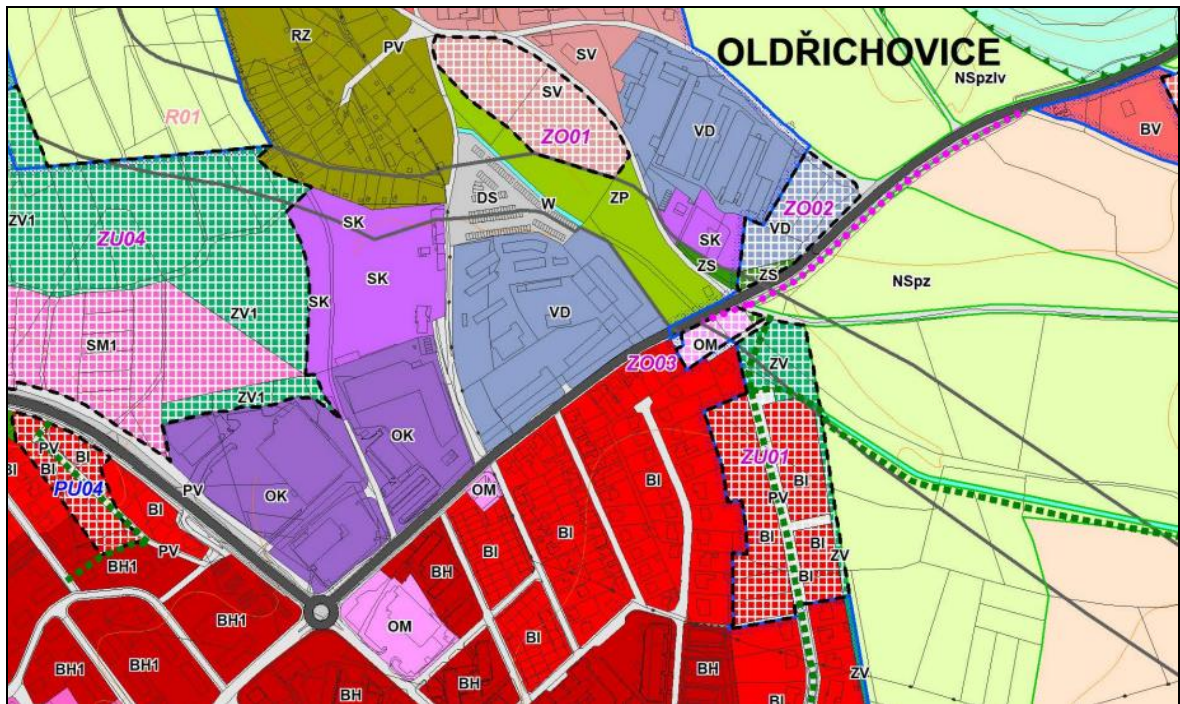 RZ
PV
SV
OLDŘICHOVICE
NSpzlv
SV
R01
ZO01
VD
BV
ZV1
ZU04
SK
DS
W
ZP
ZO02
VD
SK
SK
SK
ZS
ZS
NSpz
ZV1
VD
SM1
OM
ZO03
ZV
ZV1
OK
PV
BI
BI
BI
PU04
OK
PV
BI
OM
BI
ZU01
BI
PV
BI
PV
BH1
BH
BI
BI
BI
ZV
BH1
OM
BI
BH1
BH1
BH
BH
BH
BI
ZV